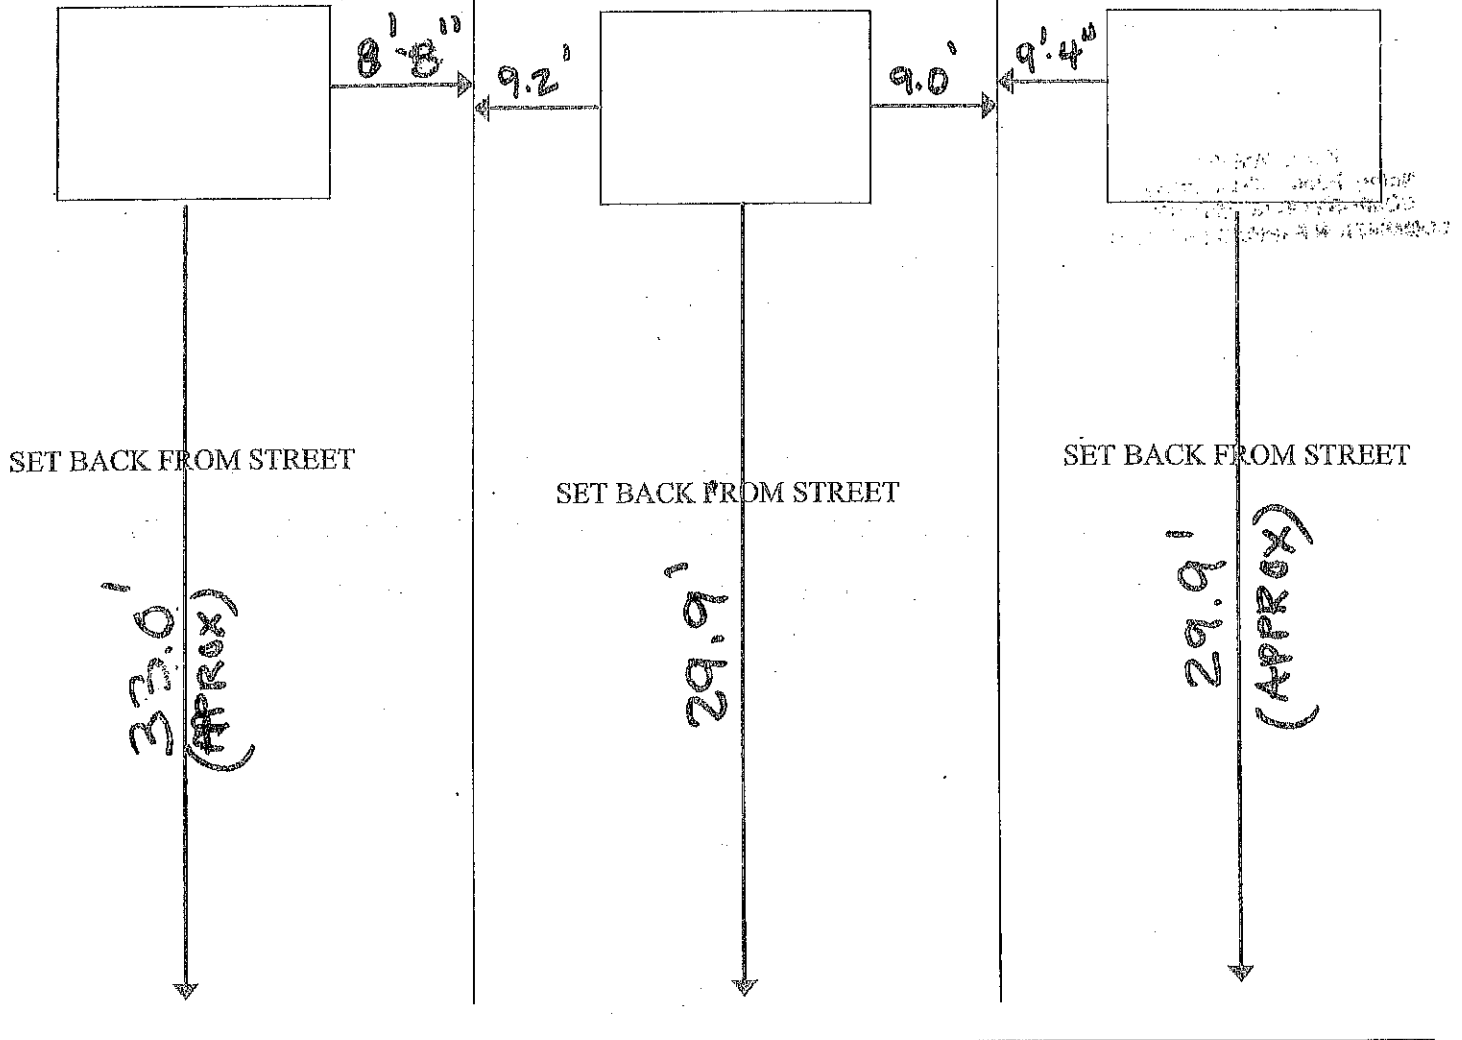 8'-8"
9.2'
9.0'
9'.4"
SET BACK FROM STREET
SET BACK FROM STREET
SET BACK FROM STREET
33.0'
(APROX)
29.9'
29.9'
(APPROX)